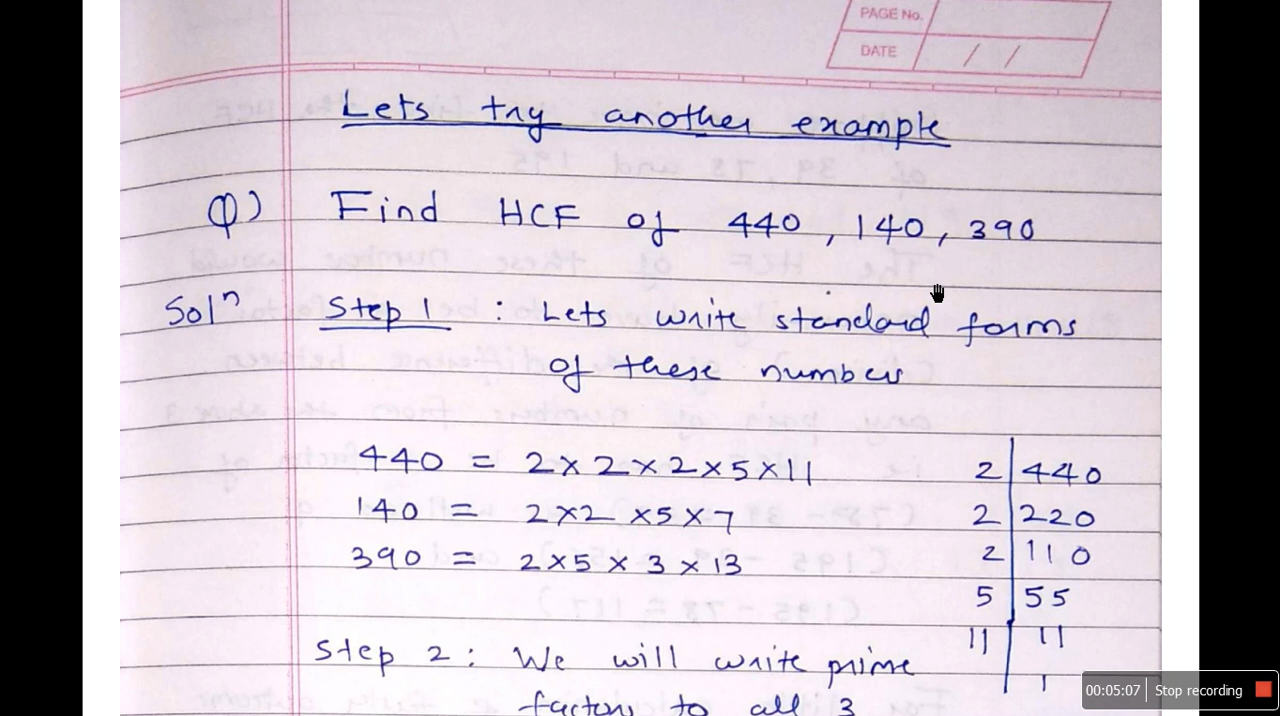 PAGE No.
DATE / /
Lets try another example
Q) Find HCF of 440, 140, 390
Solⁿ Step 1 : Lets write standard forms
of these numbers
440 = 2 × 2 × 2 × 5 × 11
140 = 2 × 2 × 5 × 7
390 = 2 × 5 × 3 × 13
2 | 440
2 | 220
2 | 110
5 | 55
11 | 11
1
Step 2 : We will write prime
factors to all 3
00:05:07 Stop recording